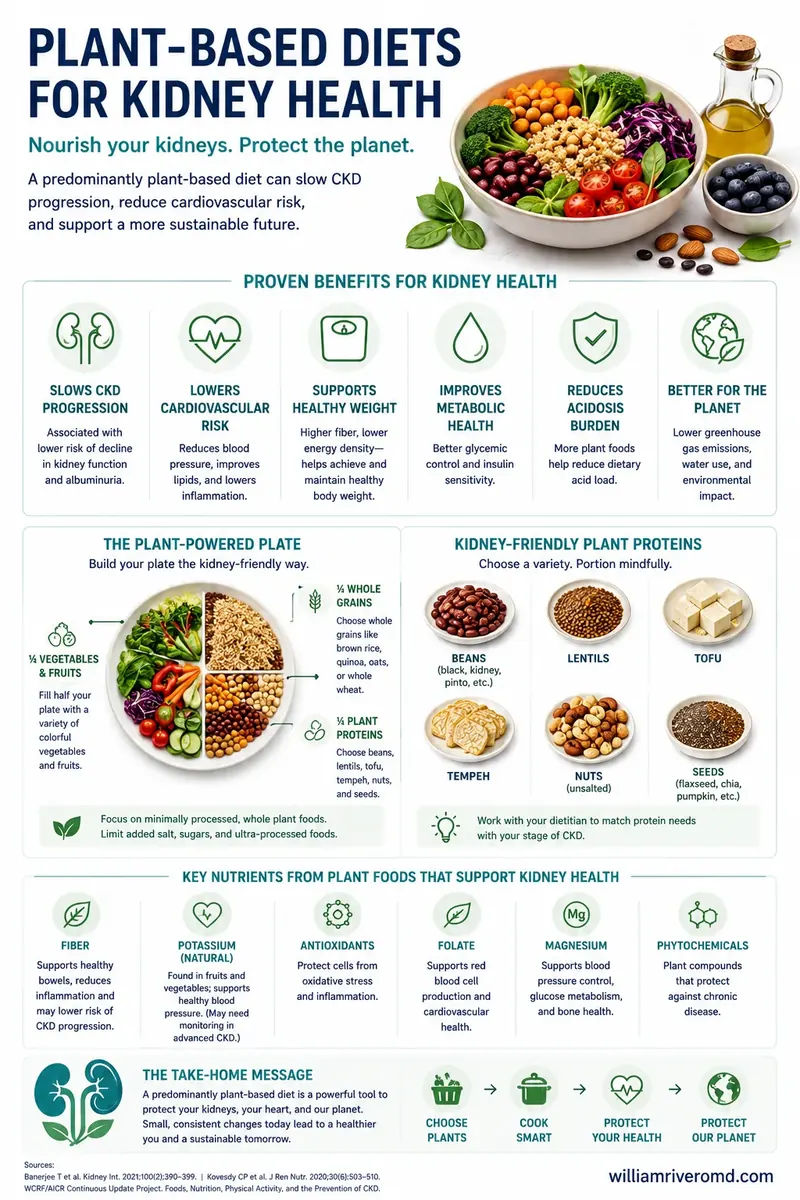 PLANT-BASED DIETS
FOR KIDNEY HEALTH
Nourish your kidneys. Protect the planet.
A predominantly plant-based diet can slow CKD
progression, reduce cardiovascular risk,
and support a more sustainable future.
PROVEN BENEFITS FOR KIDNEY HEALTH
SLOWS CKD
PROGRESSION
Associated with
lower risk of decline
in kidney function
and albuminuria.
LOWERS
CARDIOVASCULAR
RISK
Reduces blood
pressure, improves
lipids, and lowers
inflammation.
SUPPORTS
HEALTHY WEIGHT
Higher fiber, lower
energy density—
helps achieve and
maintain healthy
body weight.
IMPROVES
METABOLIC
HEALTH
Better glycemic
control and insulin
sensitivity.
REDUCES
ACIDOSIS
BURDEN
More plant foods
help reduce dietary
acid load.
BETTER FOR THE
PLANET
Lower greenhouse
gas emissions,
water use, and
environmental
impact.
THE PLANT-POWERED PLATE
Build your plate the kidney-friendly way.
VEGETABLES
& FRUITS
Fill half your
plate with a
variety of
colorful
vegetables
and fruits.
WHOLE
GRAINS
Choose whole
grains like
brown rice,
quinoa, oats,
or whole
wheat.
PLANT
PROTEINS
Choose beans,
lentils, tofu,
tempeh, nuts,
and seeds.
Focus on minimally processed, whole plant foods.
Limit added salt, sugars, and ultra-processed foods.
KIDNEY-FRIENDLY PLANT PROTEINS
Choose a variety. Portion mindfully.
BEANS
(black, kidney,
pinto, etc.)
LENTILS
TOFU
TEMPEH
NUTS
(unsalted)
SEEDS
(flaxseed, chia,
pumpkin, etc.)
Work with your dietitian to match protein needs
with your stage of CKD.
KEY NUTRIENTS FROM PLANT FOODS THAT SUPPORT KIDNEY HEALTH
FIBER
Supports healthy
bowels, reduces
inflammation and
may lower risk of
CKD progression.
POTASSIUM
(NATURAL)
Found in fruits and
vegetables; supports
healthy blood
pressure. (May need
monitoring in
advanced CKD.)
ANTIOXIDANTS
Protect cells from
oxidative stress
and inflammation.
FOLATE
Supports red
blood cell
production and
cardiovascular
health.
Mg
MAGNESIUM
Supports blood
pressure control,
glucose metabolism,
and bone health.
PHYTOCHEMICALS
Plant compounds
that protect
against chronic
disease.
THE TAKE-HOME MESSAGE
A predominantly plant-based diet is a powerful tool to
protect your kidneys, your heart, and our planet.
Small, consistent changes today lead to a healthier
you and a sustainable tomorrow.
CHOOSE
PLANTS
COOK
SMART
PROTECT
YOUR HEALTH
PROTECT
OUR PLANET
Sources:
Banerjee T et al. Kidney Int. 2021;100(2):390–399. | Kovesdy CP et al. J Ren Nutr. 2020;30(6):503–510.
WCRF/AICR Continuous Update Project. Foods, Nutrition, Physical Activity, and the Prevention of CKD.
williamriveromd.com